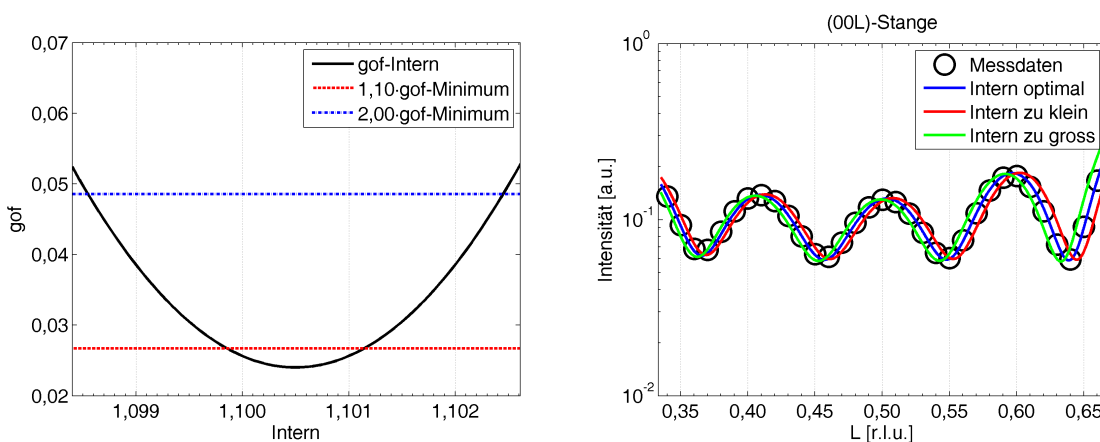 0,07
0,06
0,05
0,04
0,03
0,02
gof
gof-Intern
1,10·gof-Minimum
2,00·gof-Minimum
1,099 1,100 1,101 1,102
Intern
(00L)-Stange
10⁰
10⁻¹
10⁻²
Intensität [a.u.]
Messdaten
Intern optimal
Intern zu klein
Intern zu gross
0,35 0,40 0,45 0,50 0,55 0,60 0,65
L [r.l.u.]